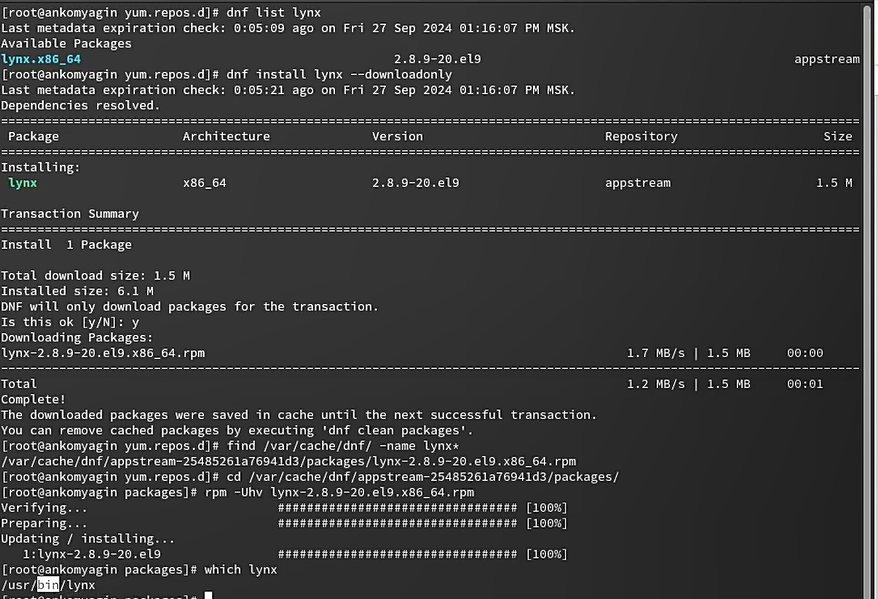 [root@ankomyagin yum.repos.d]# dnf list lynx
Last metadata expiration check: 0:05:09 ago on Fri 27 Sep 2024 01:16:07 PM MSK.
Available Packages
lynx.x86_64 2.8.9-20.el9 appstream
[root@ankomyagin yum.repos.d]# dnf install lynx --downloadonly
Last metadata expiration check: 0:05:21 ago on Fri 27 Sep 2024 01:16:07 PM MSK.
Dependencies resolved.
================================================================================
Package Architecture Version Repository Size
================================================================================
Installing:
lynx x86_64 2.8.9-20.el9 appstream 1.5 M
Transaction Summary
================================================================================
Install 1 Package
Total download size: 1.5 M
Installed size: 6.1 M
DNF will only download packages for the transaction.
Is this ok [y/N]: y
Downloading Packages:
lynx-2.8.9-20.el9.x86_64.rpm 1.7 MB/s | 1.5 MB 00:00
--------------------------------------------------------------------------------
Total 1.2 MB/s | 1.5 MB 00:01
Complete!
The downloaded packages were saved in cache until the next successful transaction.
You can remove cached packages by executing 'dnf clean packages'.
[root@ankomyagin yum.repos.d]# find /var/cache/dnf/ -name lynx*
/var/cache/dnf/appstream-25485261a76941d3/packages/lynx-2.8.9-20.el9.x86_64.rpm
[root@ankomyagin yum.repos.d]# cd /var/cache/dnf/appstream-25485261a76941d3/packages/
[root@ankomyagin packages]# rpm -Uhv lynx-2.8.9-20.el9.x86_64.rpm
Verifying... ################################# [100%]
Preparing... ################################# [100%]
Updating / installing...
1:lynx-2.8.9-20.el9 ################################# [100%]
[root@ankomyagin packages]# which lynx
/usr/bin/lynx
[root@ankomyagin packages]#